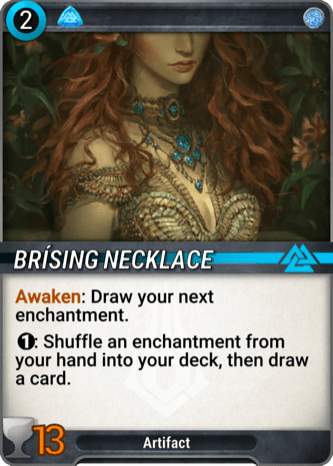 2
BRÍSING NECKLACE
Awaken: Draw your next
enchantment.
1: Shuffle an enchantment from
your hand into your deck, then draw
a card.
13
Artifact